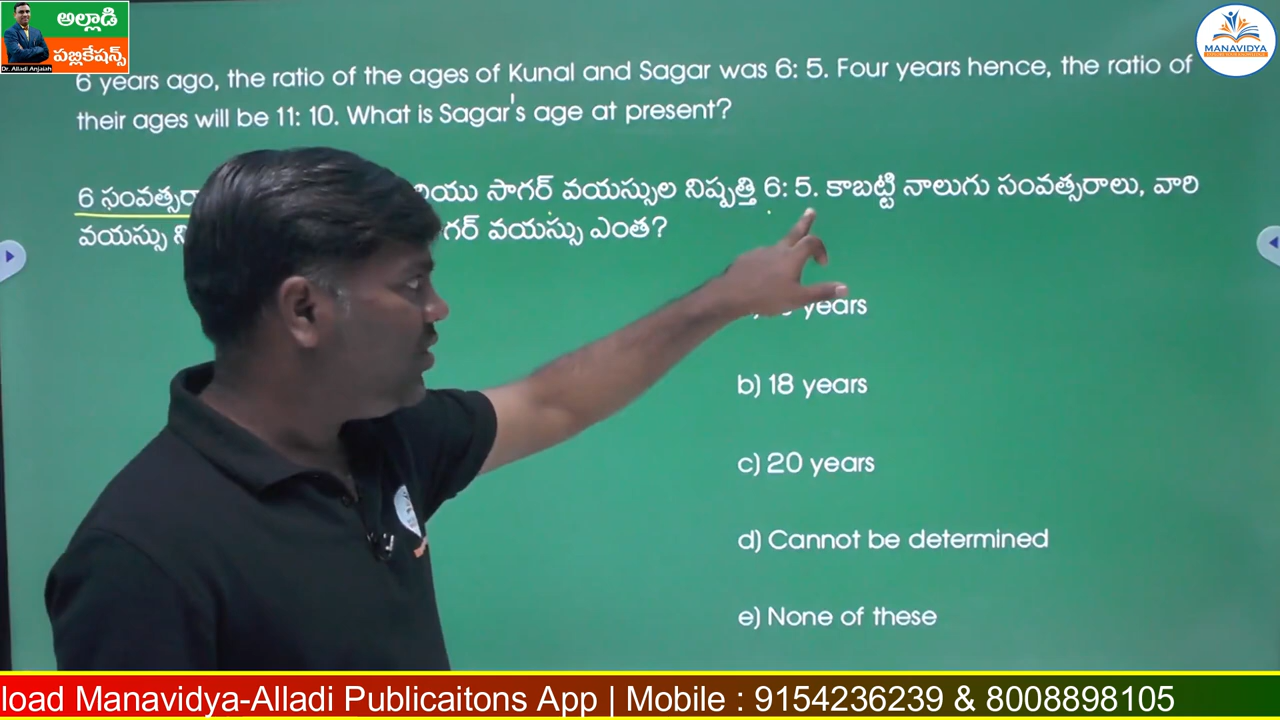 అల్లాడి
పబ్లికేషన్స్
Dr. Alladi Anjaiah
MANAVIDYA
6 years ago, the ratio of the ages of Kunal and Sagar was 6: 5. Four years hence, the ratio of
their ages will be 11: 10. What is Sagar's age at present?
6 సాగర్ వయస్సుల నిష్పత్తి 6: 5. కాబట్టి నాలుగు సంవత్సరాలు, వారి
వయస్సు వయస్సు ఎంత?
years
b) 18 years
c) 20 years
d) Cannot be determined
e) None of these
load Manavidya-Alladi Publicaitons App | Mobile : 9154236239 & 8008898105